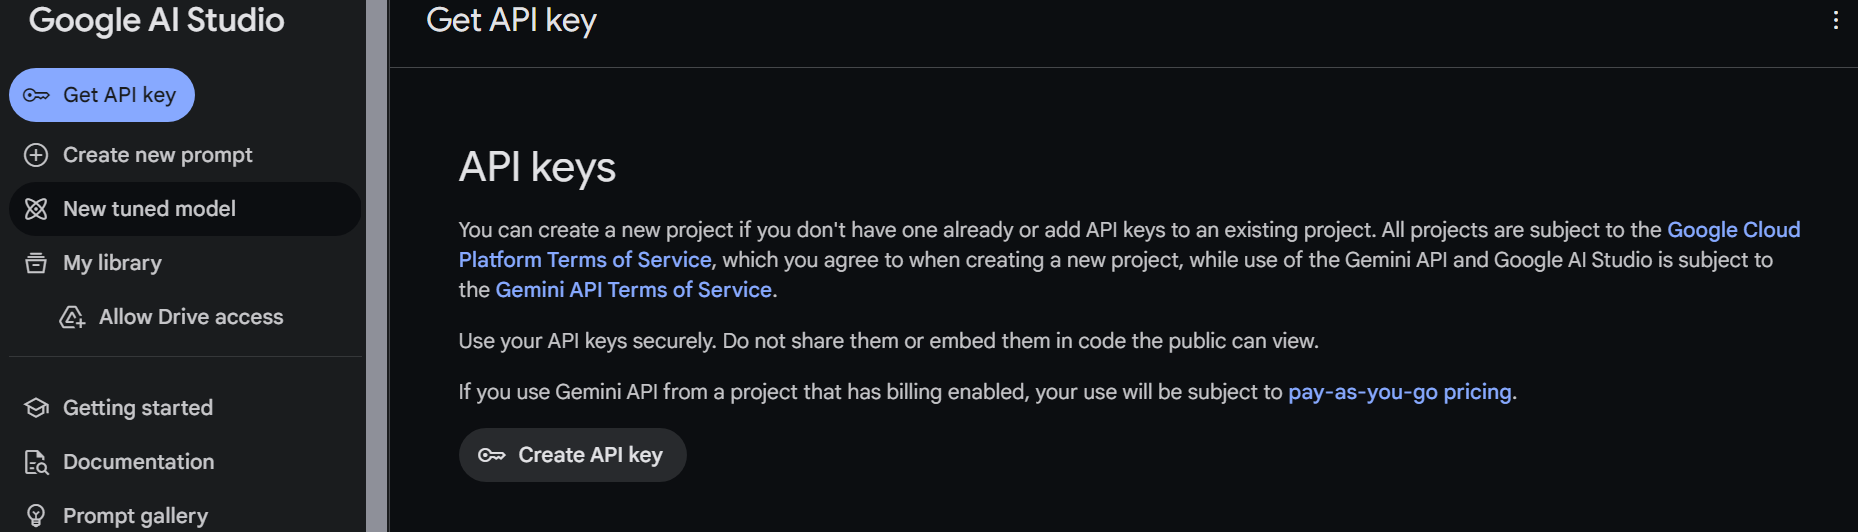 Google AI Studio
Get API key
Create new prompt
New tuned model
My library
Allow Drive access
Getting started
Documentation
Prompt gallery
Get API key
API keys
You can create a new project if you don't have one already or add API keys to an existing project. All projects are subject to the Google Cloud
Platform Terms of Service, which you agree to when creating a new project, while use of the Gemini API and Google AI Studio is subject to
the Gemini API Terms of Service.
Use your API keys securely. Do not share them or embed them in code the public can view.
If you use Gemini API from a project that has billing enabled, your use will be subject to pay-as-you-go pricing.
Create API key